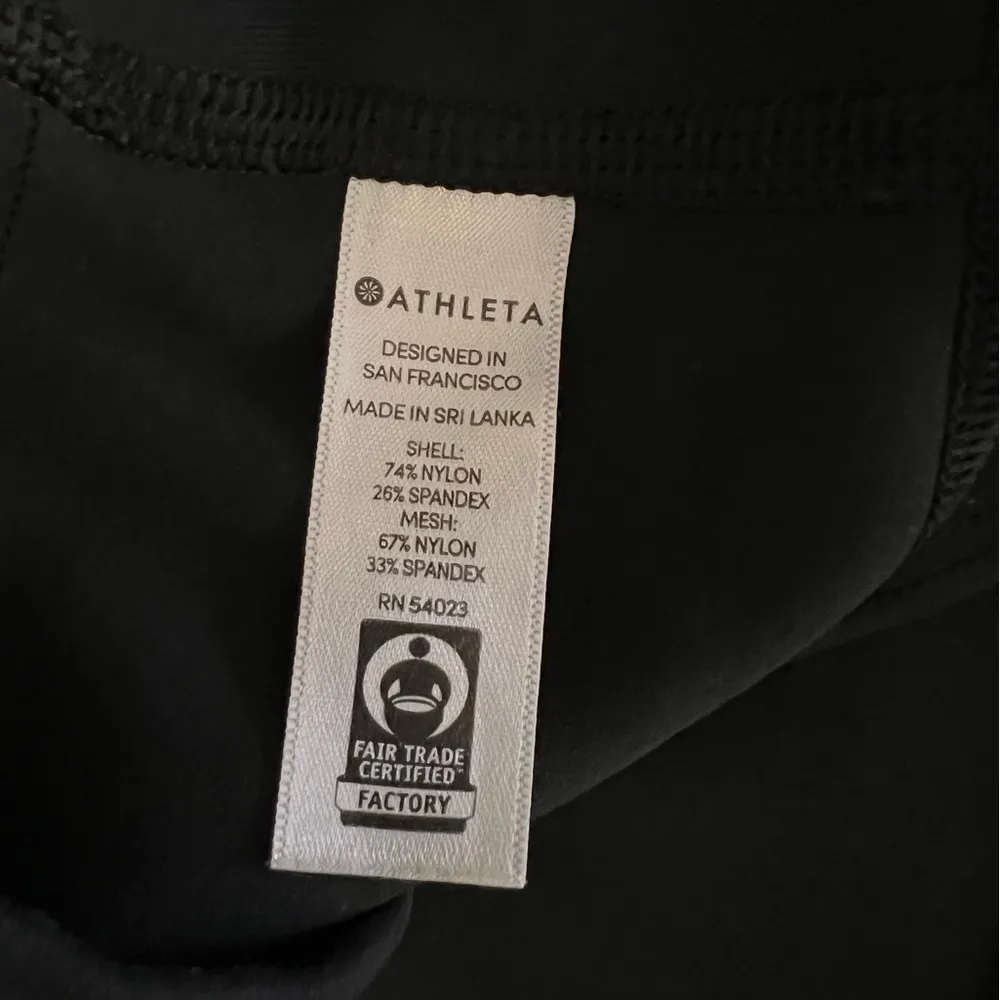 ATHLETA
DESIGNED IN
SAN FRANCISCO
MADE IN SRI LANKA
SHELL:
74% NYLON
26% SPANDEX
MESH:
67% NYLON
33% SPANDEX
RN 54023
FAIR TRADE
CERTIFIED™
FACTORY